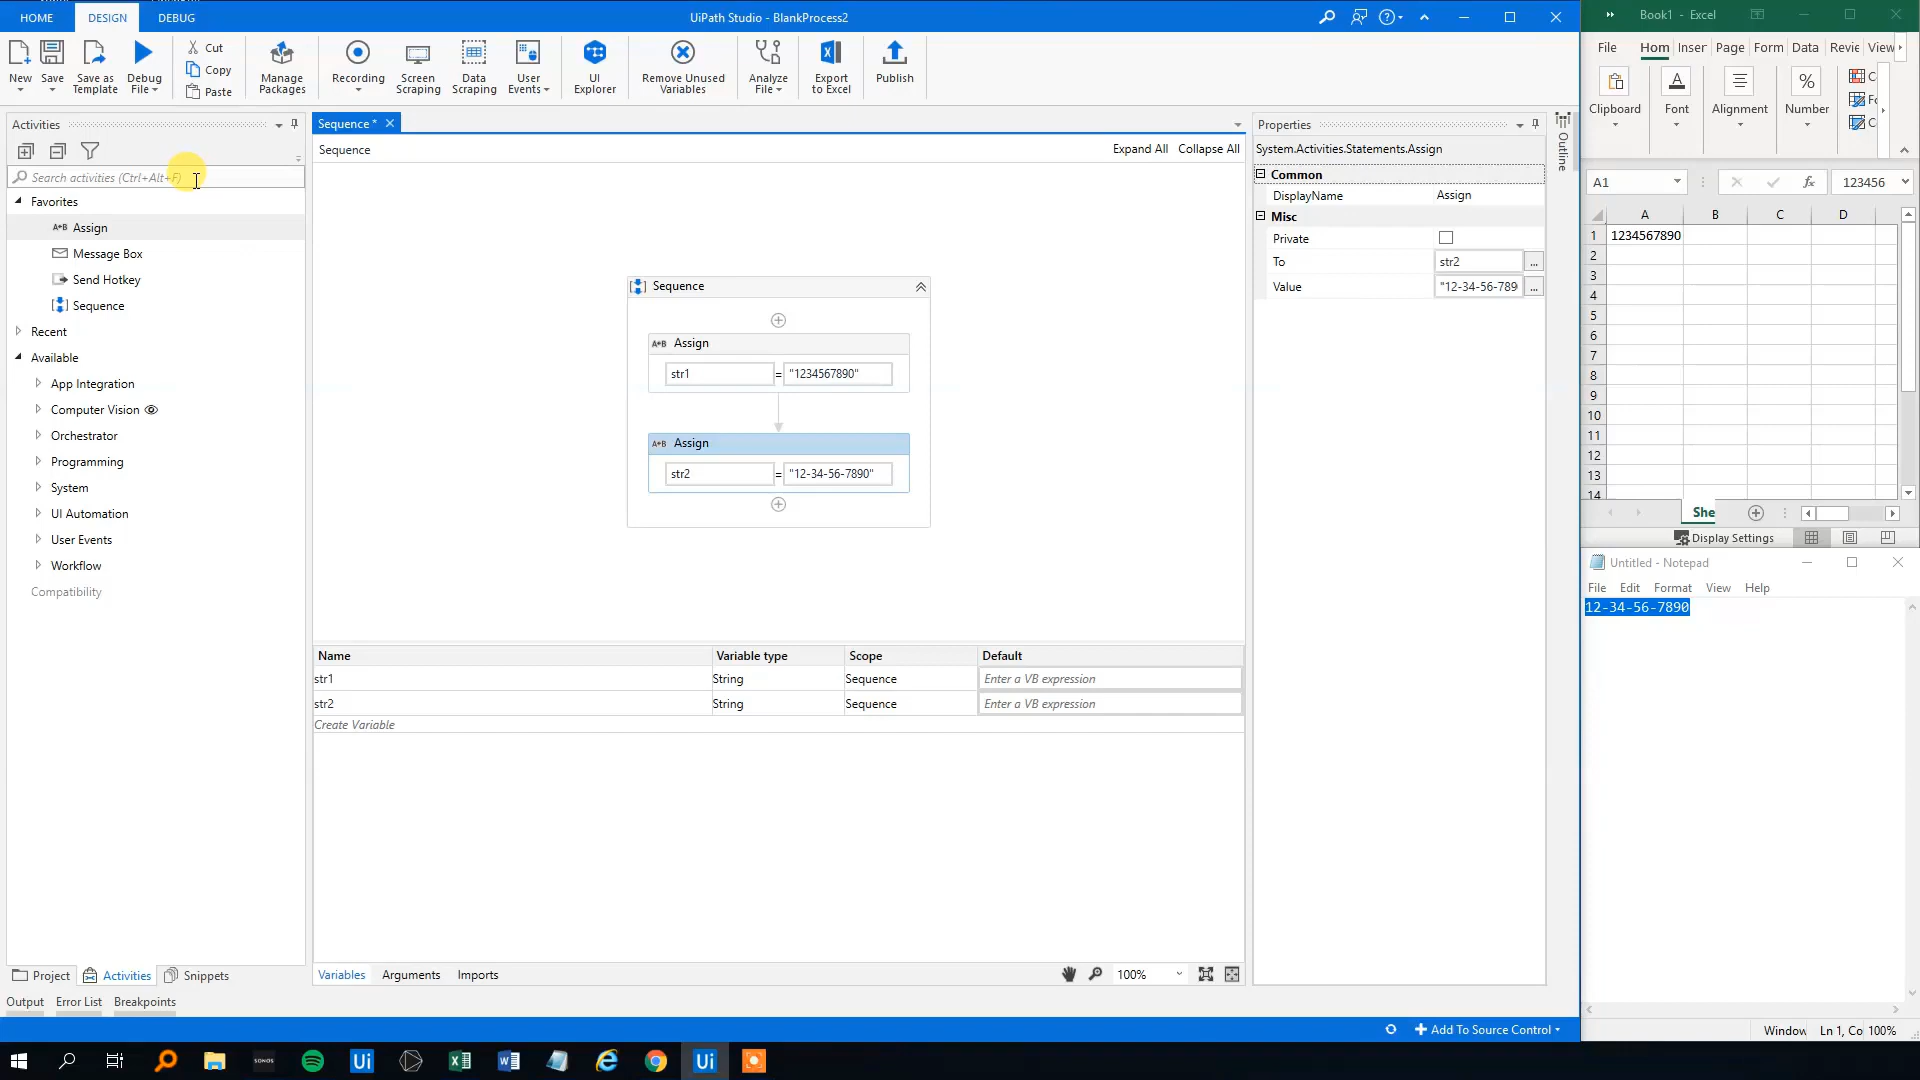 HOME
DESIGN
DEBUG
UiPath Studio - BlankProcess2
New
Save
Save as Template
Debug File
Cut
Copy
Paste
Manage Packages
Recording
Screen Scraping
Data Scraping
User Events
UI Explorer
Remove Unused Variables
Analyze File
Export to Excel
Publish
Activities
Search activities (Ctrl+Alt+F)
Favorites
Assign
Message Box
Send Hotkey
Sequence
Recent
Available
App Integration
Computer Vision
Orchestrator
Programming
System
UI Automation
User Events
Workflow
Compatibility
Project
Activities
Snippets
Output
Error List
Breakpoints
Sequence *
Sequence
Expand All
Collapse All
Sequence
A+B Assign
str1 = "1234567890"
A+B Assign
str2 = "12-34-56-7890"
Name
Variable type
Scope
Default
str1
String
Sequence
Enter a VB expression
str2
String
Sequence
Enter a VB expression
Create Variable
Variables
Arguments
Imports
100%
Properties
System.Activities.Statements.Assign
Common
DisplayName
Assign
Misc
Private
To
str2
...
Value
"12-34-56-789
...
Outline
Add To Source Control
Book1 - Excel
File
Hom
Inser
Page
Form
Data
Revie
View
Clipboard
Font
Alignment
Number
A1
fx
123456
A
B
C
D
1
1234567890
2
3
4
5
6
7
8
9
10
11
12
13
14
She
Display Settings
Untitled - Notepad
File
Edit
Format
View
Help
12-34-56-7890
Window
Ln 1, Co
100%
SONOS
Ui
Ui